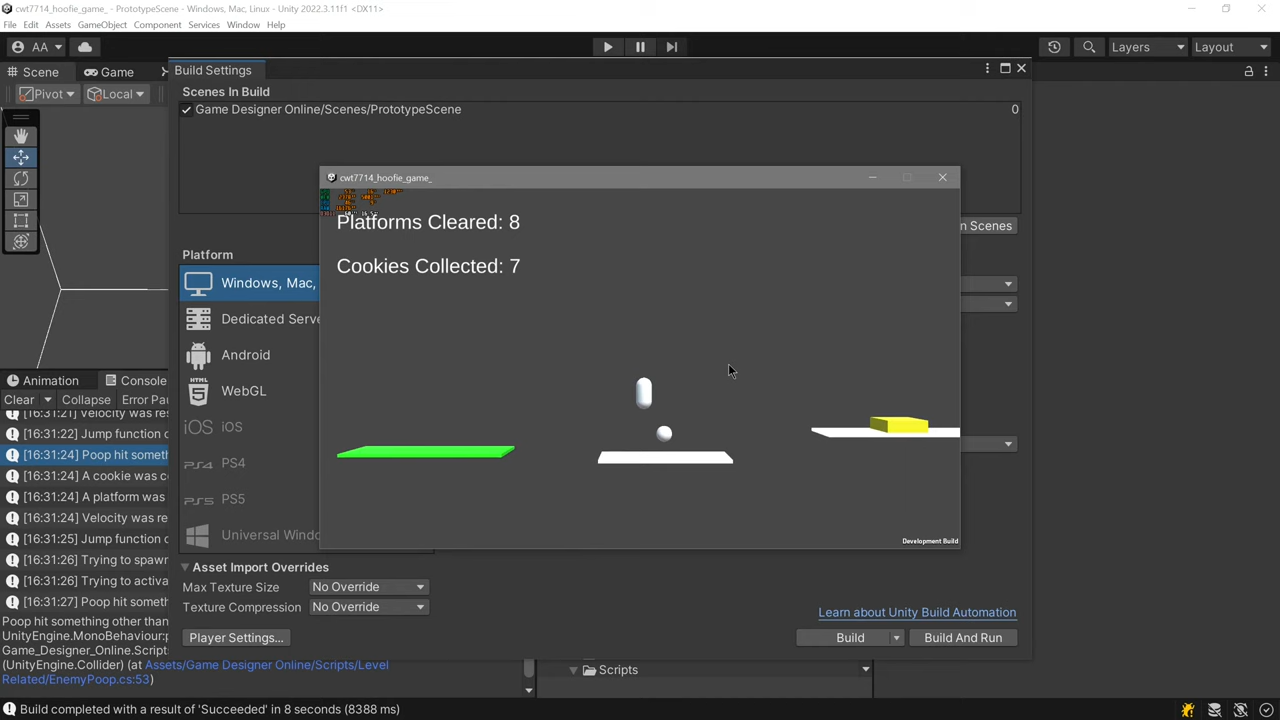 cwt7714_hoofie_game_ - PrototypeScene - Windows, Mac, Linux - Unity 2022.3.11f1 <DX11>
File Edit Assets GameObject Component Services Window Help
AA
Layers
Layout
Scene
Game
Build Settings
Pivot
Local
Scenes In Build
Game Designer Online/Scenes/PrototypeScene
0
cwt7714_hoofie_game_
Platforms Cleared: 8
Cookies Collected: 7
n Scenes
Platform
Windows, Mac,
Dedicated Serve
Android
WebGL
iOS
PS4
PS5
Universal Windo
Development Build
Animation
Console
Clear
Collapse
Error Pau
[16:31:21] Velocity was res
[16:31:22] Jump function c
[16:31:24] Poop hit someth
[16:31:24] A cookie was c
[16:31:24] A platform was
[16:31:24] Velocity was re
[16:31:25] Jump function c
[16:31:26] Trying to spawr
[16:31:26] Trying to activa
[16:31:27] Poop hit someth
Asset Import Overrides
Max Texture Size
No Override
Texture Compression
No Override
Learn about Unity Build Automation
Player Settings...
Build
Build And Run
Poop hit something other than
UnityEngine.MonoBehaviour:p
Game_Designer_Online.Scripts
(UnityEngine.Collider) (at Assets/Game Designer Online/Scripts/Level
Related/EnemyPoop.cs:53)
Scripts
Build completed with a result of 'Succeeded' in 8 seconds (8388 ms)